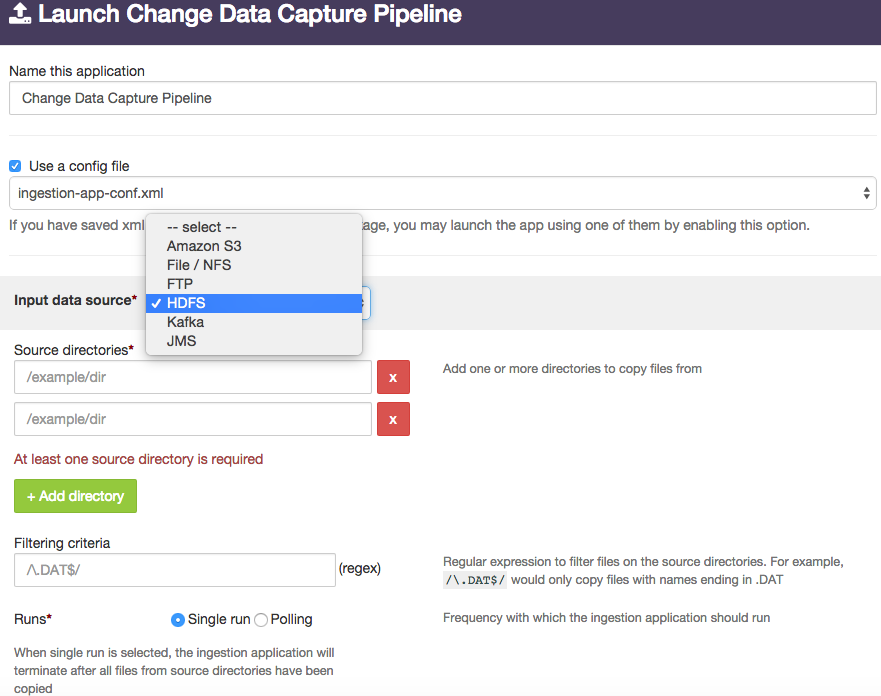 Launch Change Data Capture Pipeline
Name this application
Change Data Capture Pipeline
Use a config file
ingestion-app-conf.xml
If you have saved xml age, you may launch the app using one of them by enabling this option.
-- select --
Amazon S3
File / NFS
FTP
HDFS
Kafka
JMS
Input data source*
Source directories*
/example/dir
x
Add one or more directories to copy files from
/example/dir
x
At least one source directory is required
+ Add directory
Filtering criteria
/\.DAT$/
(regex)
Regular expression to filter files on the source directories. For example,
/\.DAT$/ would only copy files with names ending in .DAT
Runs*
Single run
Polling
Frequency with which the ingestion application should run
When single run is selected, the ingestion application will
terminate after all files from source directories have been
copied